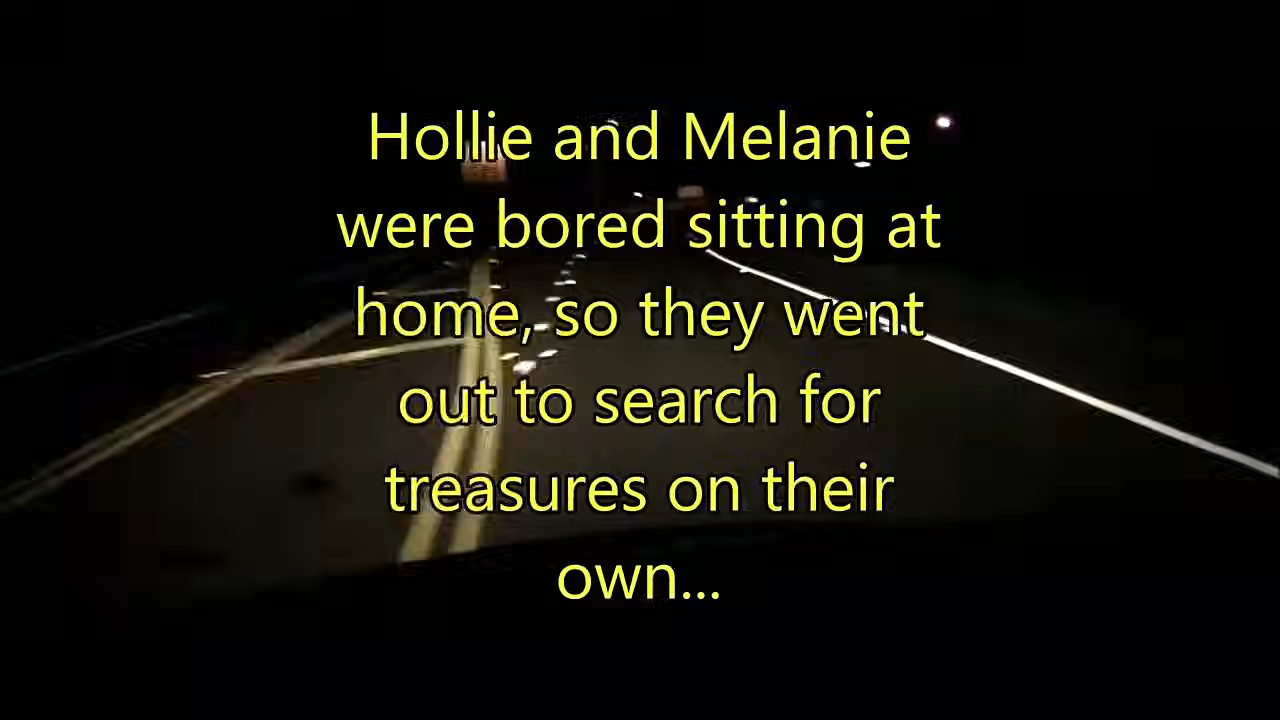 Hollie and Melanie
were bored sitting at
home, so they went
out to search for
treasures on their
own...